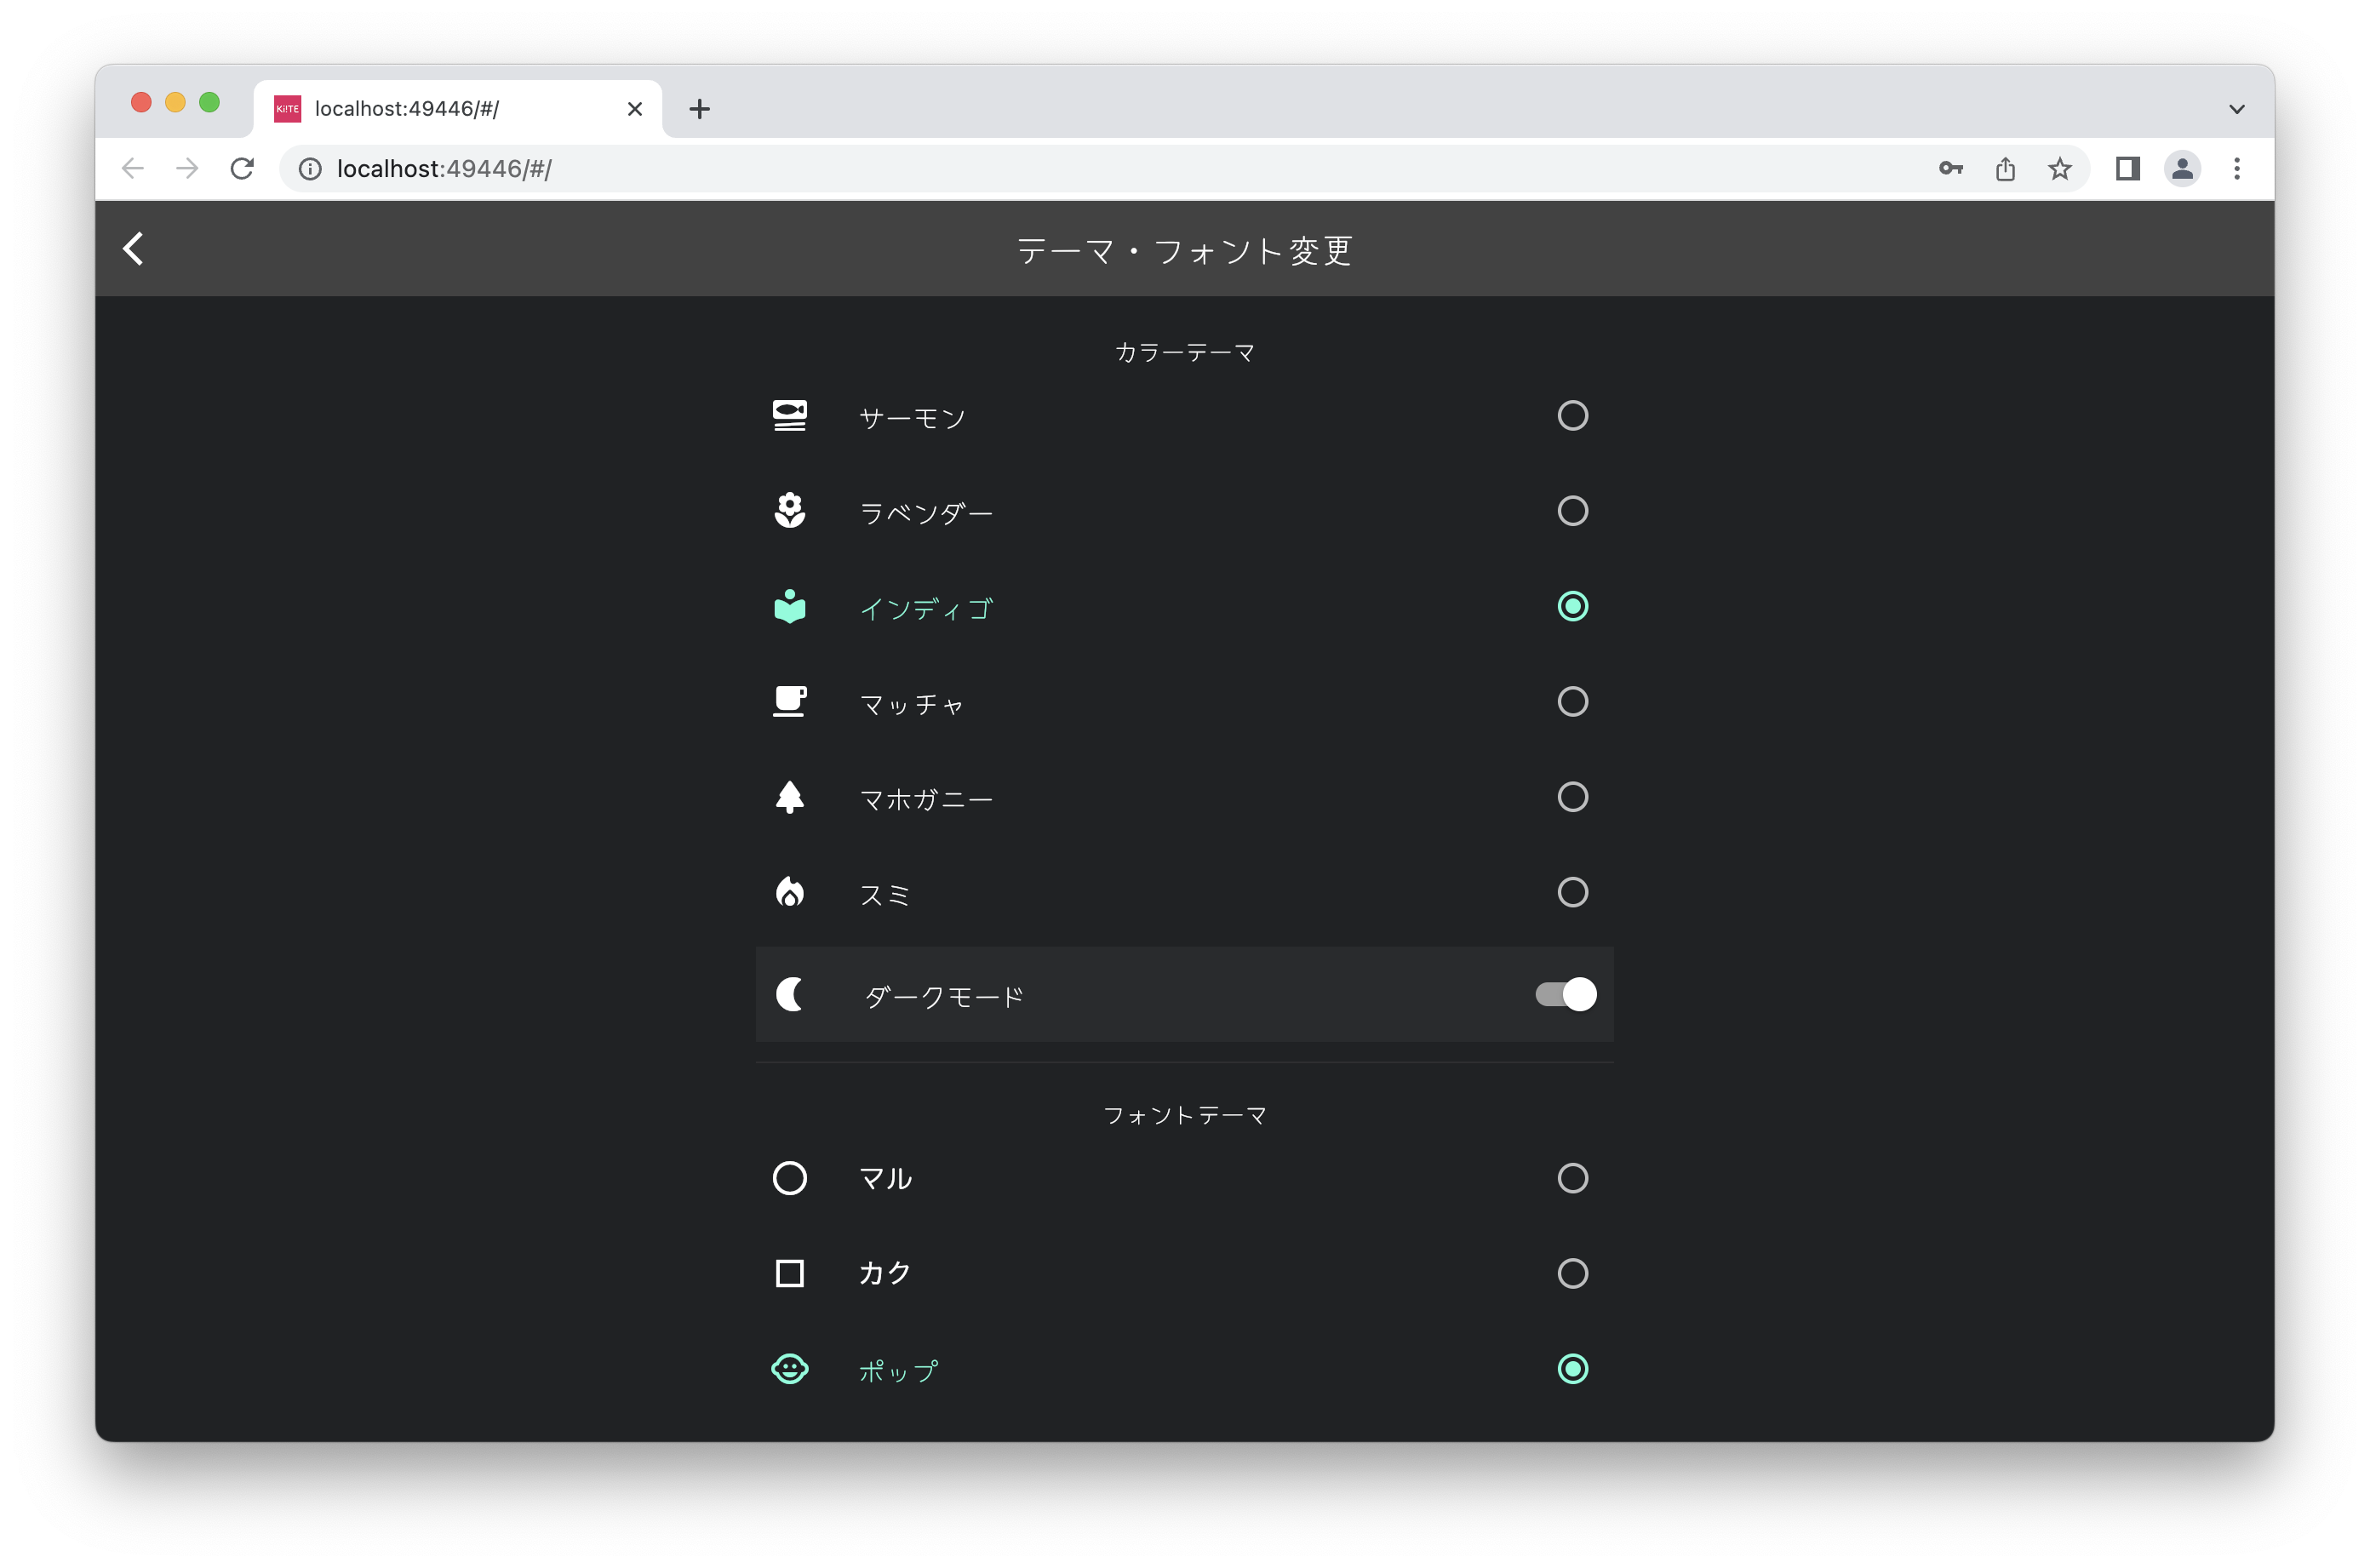 KiITE
localhost:49446/#/
localhost:49446/#/
テーマ・フォント変更
カラーテーマ
サーモン
ラベンダー
インディゴ
マッチャ
マホガニー
スミ
ダークモード
フォントテーマ
マル
カク
ポップ